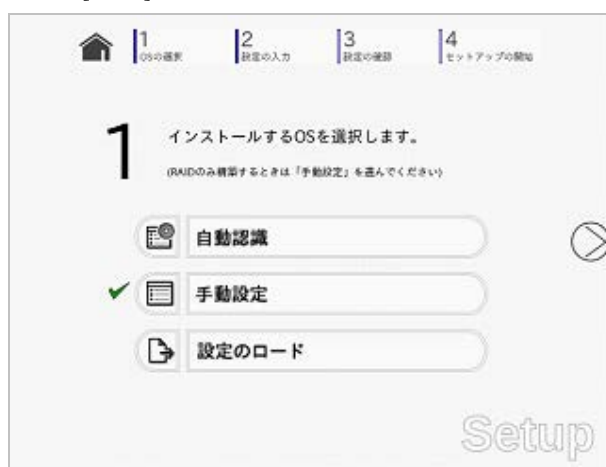 1
OSの選択
2
設定の入力
3
設定の確認
4
セットアップの開始
1
インストールするOSを選択します。
(RAIDのみ構築するときは「手動設定」を選んでください)
自動認識
手動設定
設定のロード
Setup